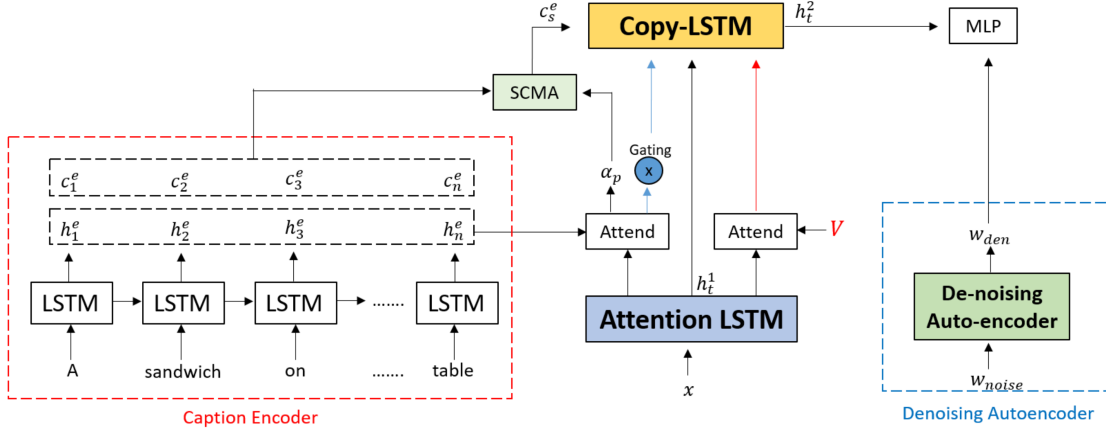 c_s^e
Copy-LSTM
h_t^2
MLP
SCMA
Gating
x
α_p
c_1^e c_2^e c_3^e c_n^e
h_1^e h_2^e h_3^e h_n^e
Attend
Attend
V
w_den
LSTM LSTM LSTM ....... LSTM
h_t^1
Attention LSTM
De-noising
Auto-encoder
A sandwich on ....... table
x
w_noise
Caption Encoder
Denoising Autoencoder